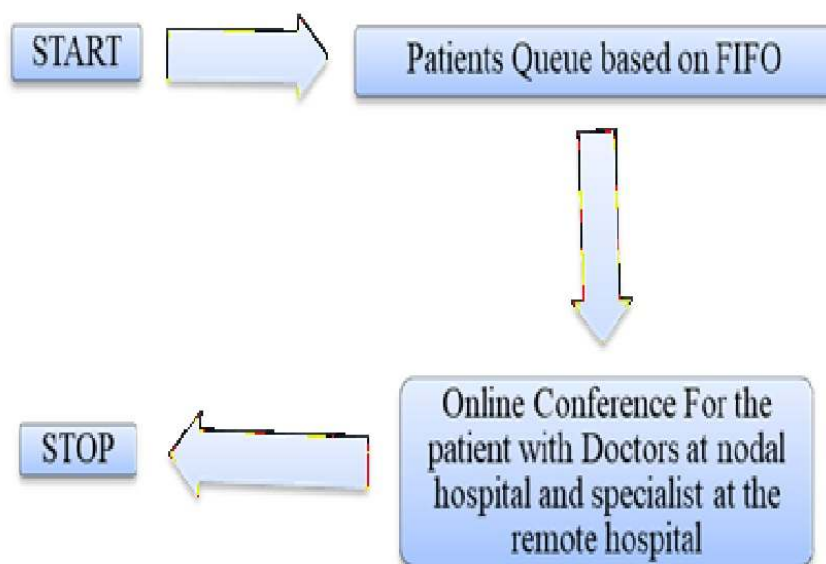 START
Patients Queue based on FIFO
Online Conference For the
patient with Doctors at nodal
hospital and specialist at the
remote hospital
STOP